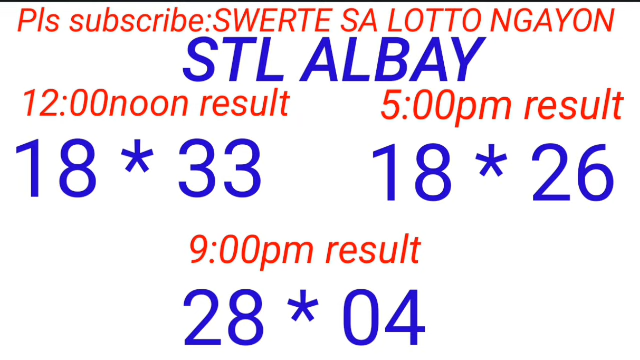 Pls subscribe:SWERTE SA LOTTO NGAYON
STL ALBAY
12:00noon result
18 * 33
5:00pm result
18 * 26
9:00pm result
28 * 04